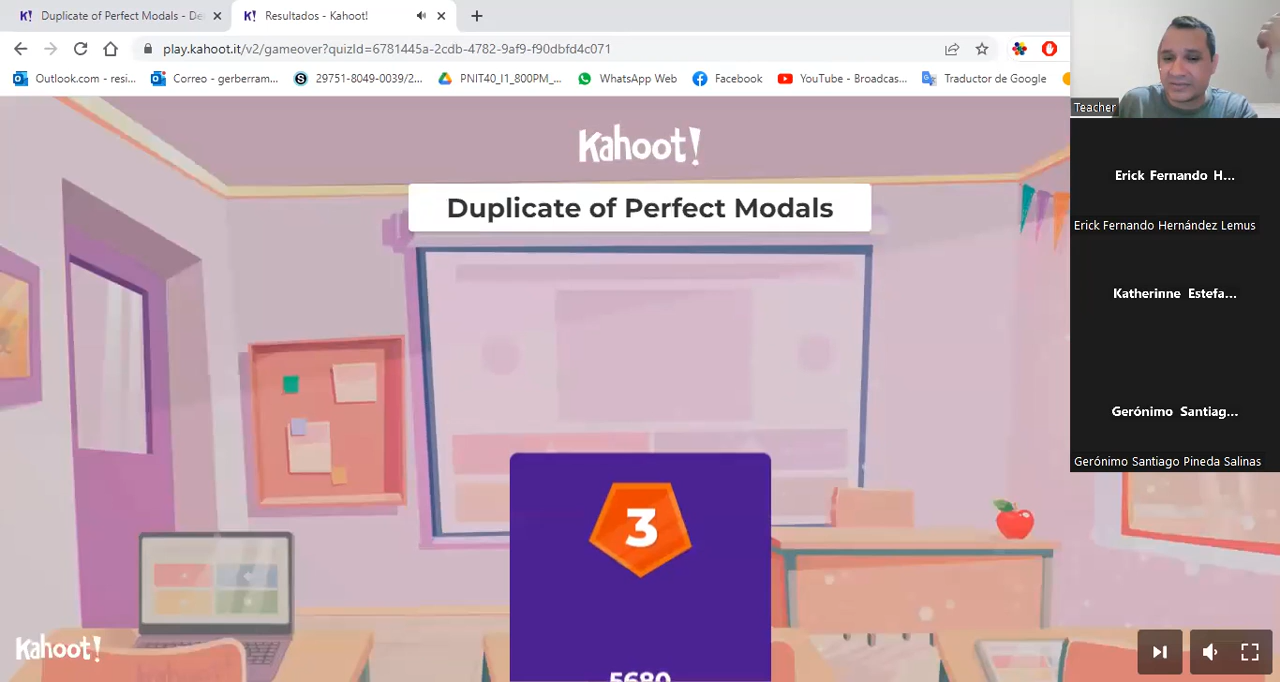 Duplicate of Perfect Modals - De
Resultados - Kahoot!
play.kahoot.it/v2/gameover?quizId=6781445a-2cdb-4782-9af9-f90dbfd4c071
Outlook.com - resi...
Correo - gerberram...
29751-8049-0039/2...
PNIT40_I1_800PM_...
WhatsApp Web
Facebook
YouTube - Broadcas...
Traductor de Google
Teacher
Kahoot!
Duplicate of Perfect Modals
Erick Fernando H...
Erick Fernando Hernández Lemus
Katherinne Estefa...
Gerónimo Santiag...
Gerónimo Santiago Pineda Salinas
3
5680
Kahoot!